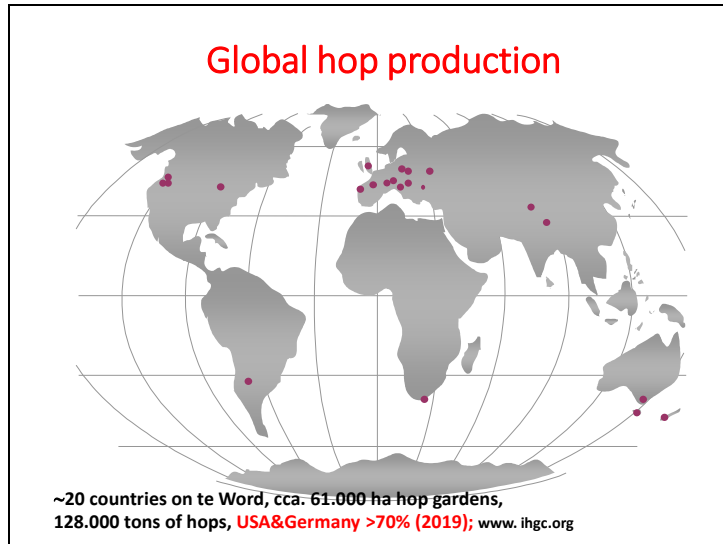 Global hop production
~20 countries on te Word, cca. 61.000 ha hop gardens,
128.000 tons of hops, USA&Germany >70% (2019); www. ihgc.org